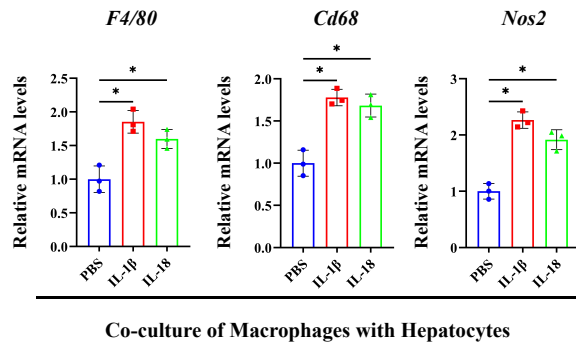 F4/80
Relative mRNA levels
2.5
2.0
1.5
1.0
0.5
0.0
*
*
PBS
IL-1β
IL-18
Cd68
Relative mRNA levels
2.0
1.5
1.0
0.5
0.0
*
*
PBS
IL-1β
IL-18
Nos2
Relative mRNA levels
3
2
1
0
*
*
PBS
IL-1β
IL-18
Co-culture of Macrophages with Hepatocytes